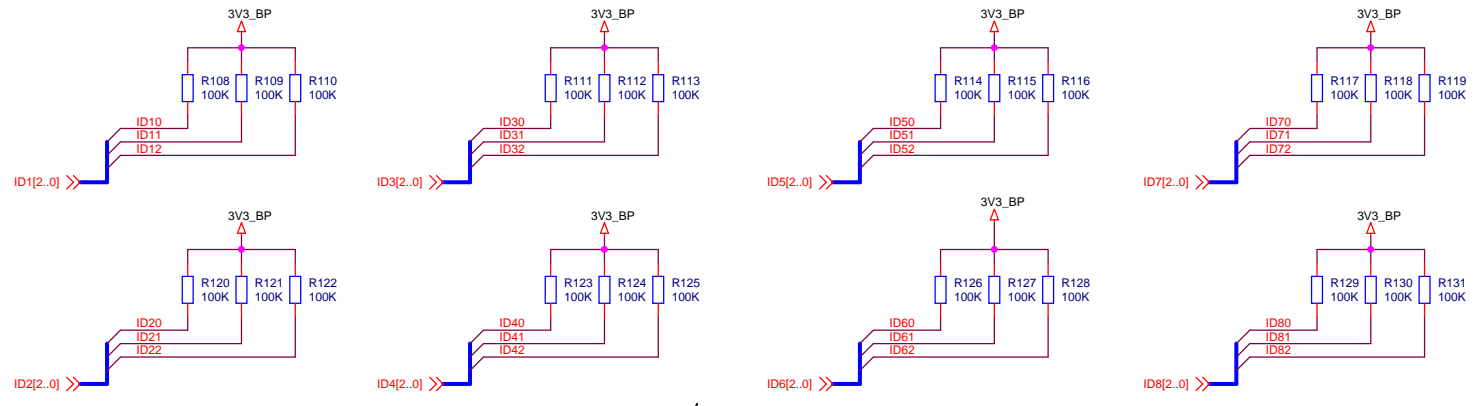 3V3_BP
R108 R109 R110
100K 100K 100K
ID10
ID11
ID12
ID1[2..0]
3V3_BP
R111 R112 R113
100K 100K 100K
ID30
ID31
ID32
ID3[2..0]
3V3_BP
R114 R115 R116
100K 100K 100K
ID50
ID51
ID52
ID5[2..0]
3V3_BP
R117 R118 R119
100K 100K 100K
ID70
ID71
ID72
ID7[2..0]
3V3_BP
R120 R121 R122
100K 100K 100K
ID20
ID21
ID22
ID2[2..0]
3V3_BP
R123 R124 R125
100K 100K 100K
ID40
ID41
ID42
ID4[2..0]
3V3_BP
R126 R127 R128
100K 100K 100K
ID60
ID61
ID62
ID6[2..0]
3V3_BP
R129 R130 R131
100K 100K 100K
ID80
ID81
ID82
ID8[2..0]